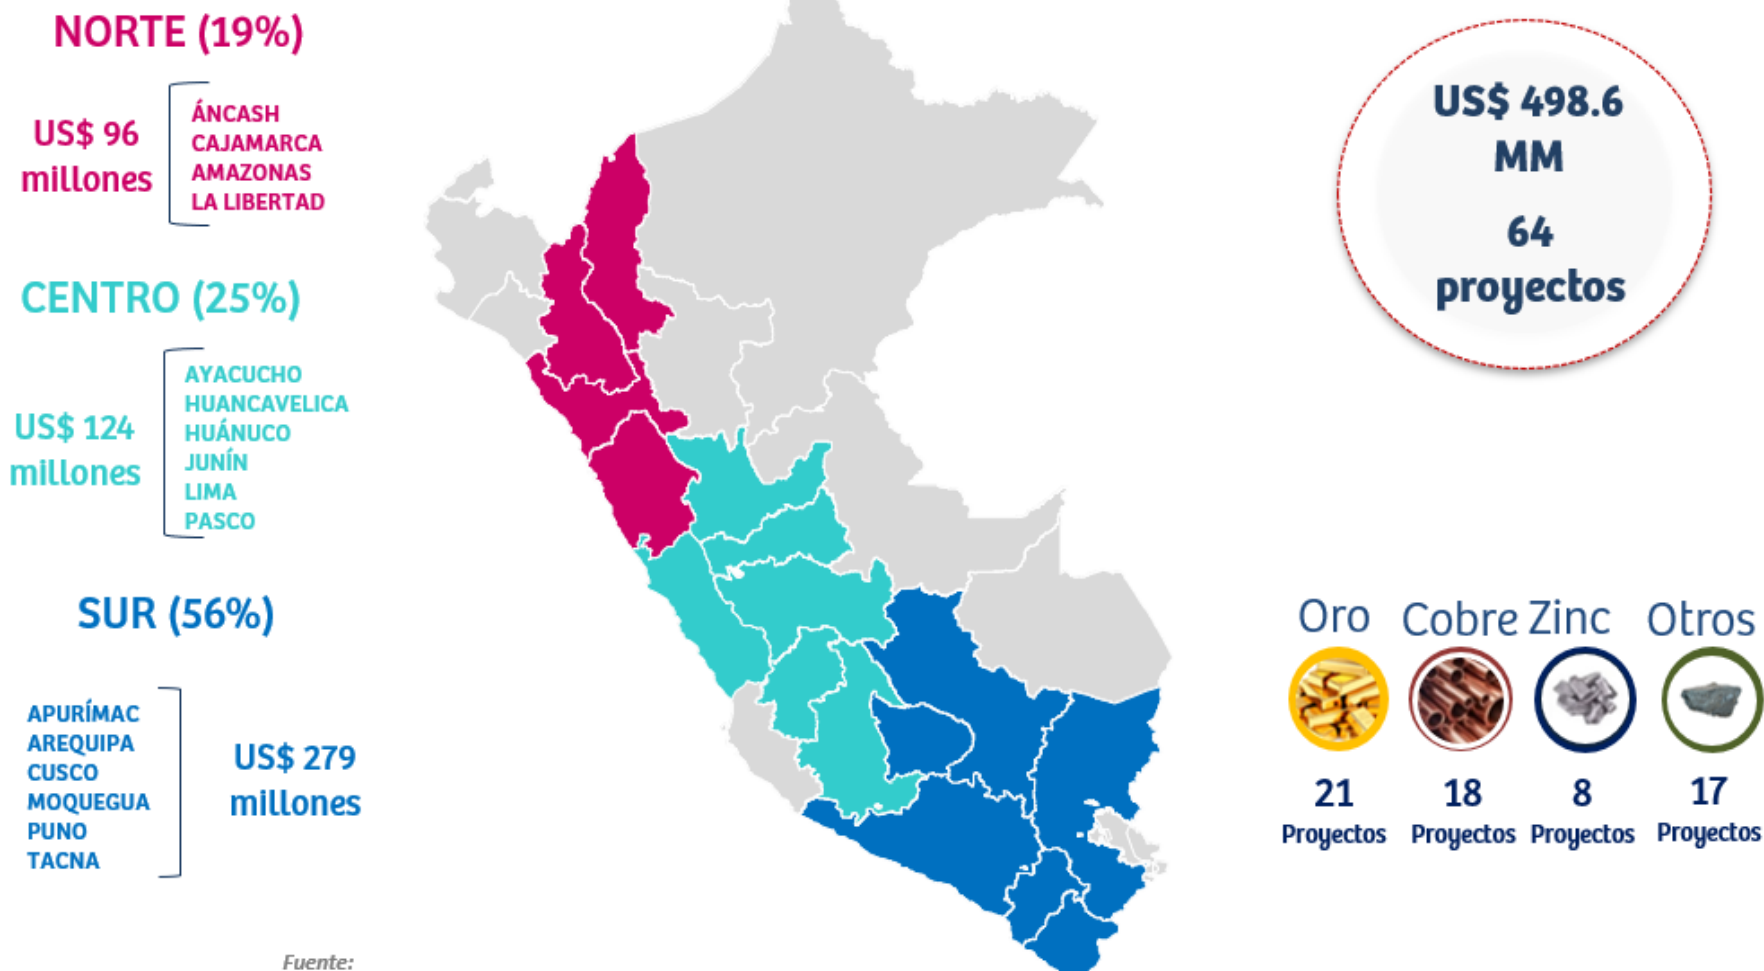 NORTE (19%)
US$ 96
millones
ÁNCASH
CAJAMARCA
AMAZONAS
LA LIBERTAD
CENTRO (25%)
US$ 124
millones
AYACUCHO
HUANCAVELICA
HUÁNUCO
JUNÍN
LIMA
PASCO
SUR (56%)
APURÍMAC
AREQUIPA
CUSCO
MOQUEGUA
PUNO
TACNA
US$ 279
millones
Fuente:
US$ 498.6
MM
64
proyectos
Oro Cobre Zinc Otros
21 18 8 17
Proyectos Proyectos Proyectos Proyectos